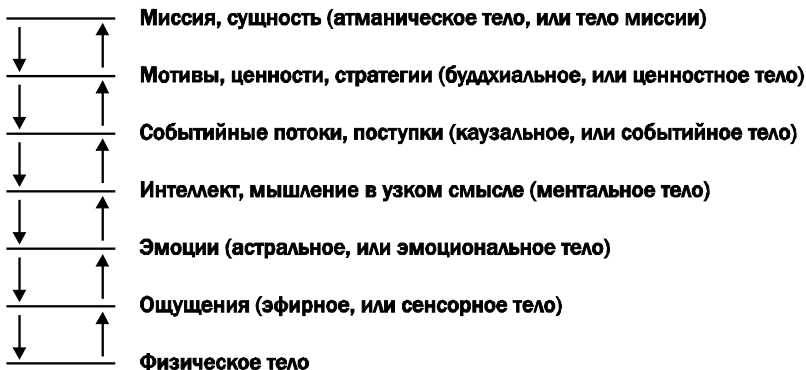 Миссия, сущность (атманическое тело, или тело миссии)
Мотивы, ценности, стратегии (буддхиальное, или ценностное тело)
Событийные потоки, поступки (каузальное, или событийное тело)
Интеллект, мышление в узком смысле (ментальное тело)
Эмоции (астральное, или эмоциональное тело)
Ощущения (эфирное, или сенсорное тело)
Физическое тело